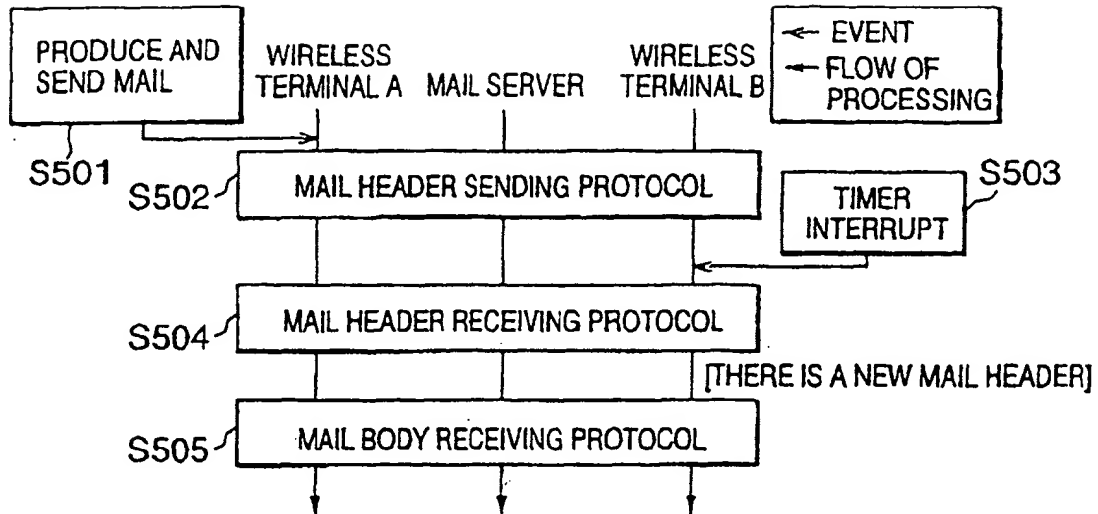 PRODUCE AND
SEND MAIL
WIRELESS
TERMINAL A
MAIL SERVER
WIRELESS
TERMINAL B
EVENT
FLOW OF
PROCESSING
S501
S502
MAIL HEADER SENDING PROTOCOL
S503
TIMER
INTERRUPT
S504
MAIL HEADER RECEIVING PROTOCOL
[THERE IS A NEW MAIL HEADER]
S505
MAIL BODY RECEIVING PROTOCOL